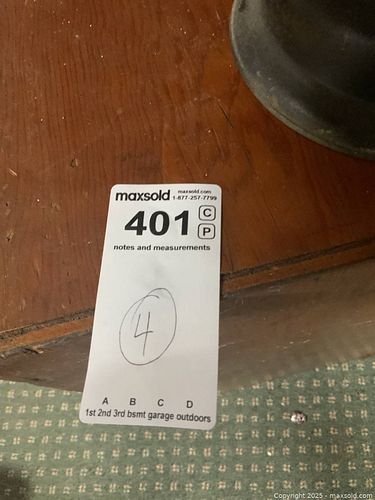 maxsold maxsold.com
1-877-257-7799
401 C
P
notes and measurements
4
A B C D
1st 2nd 3rd bsmt garage outdoors
Copyright 2025 - maxsold.com